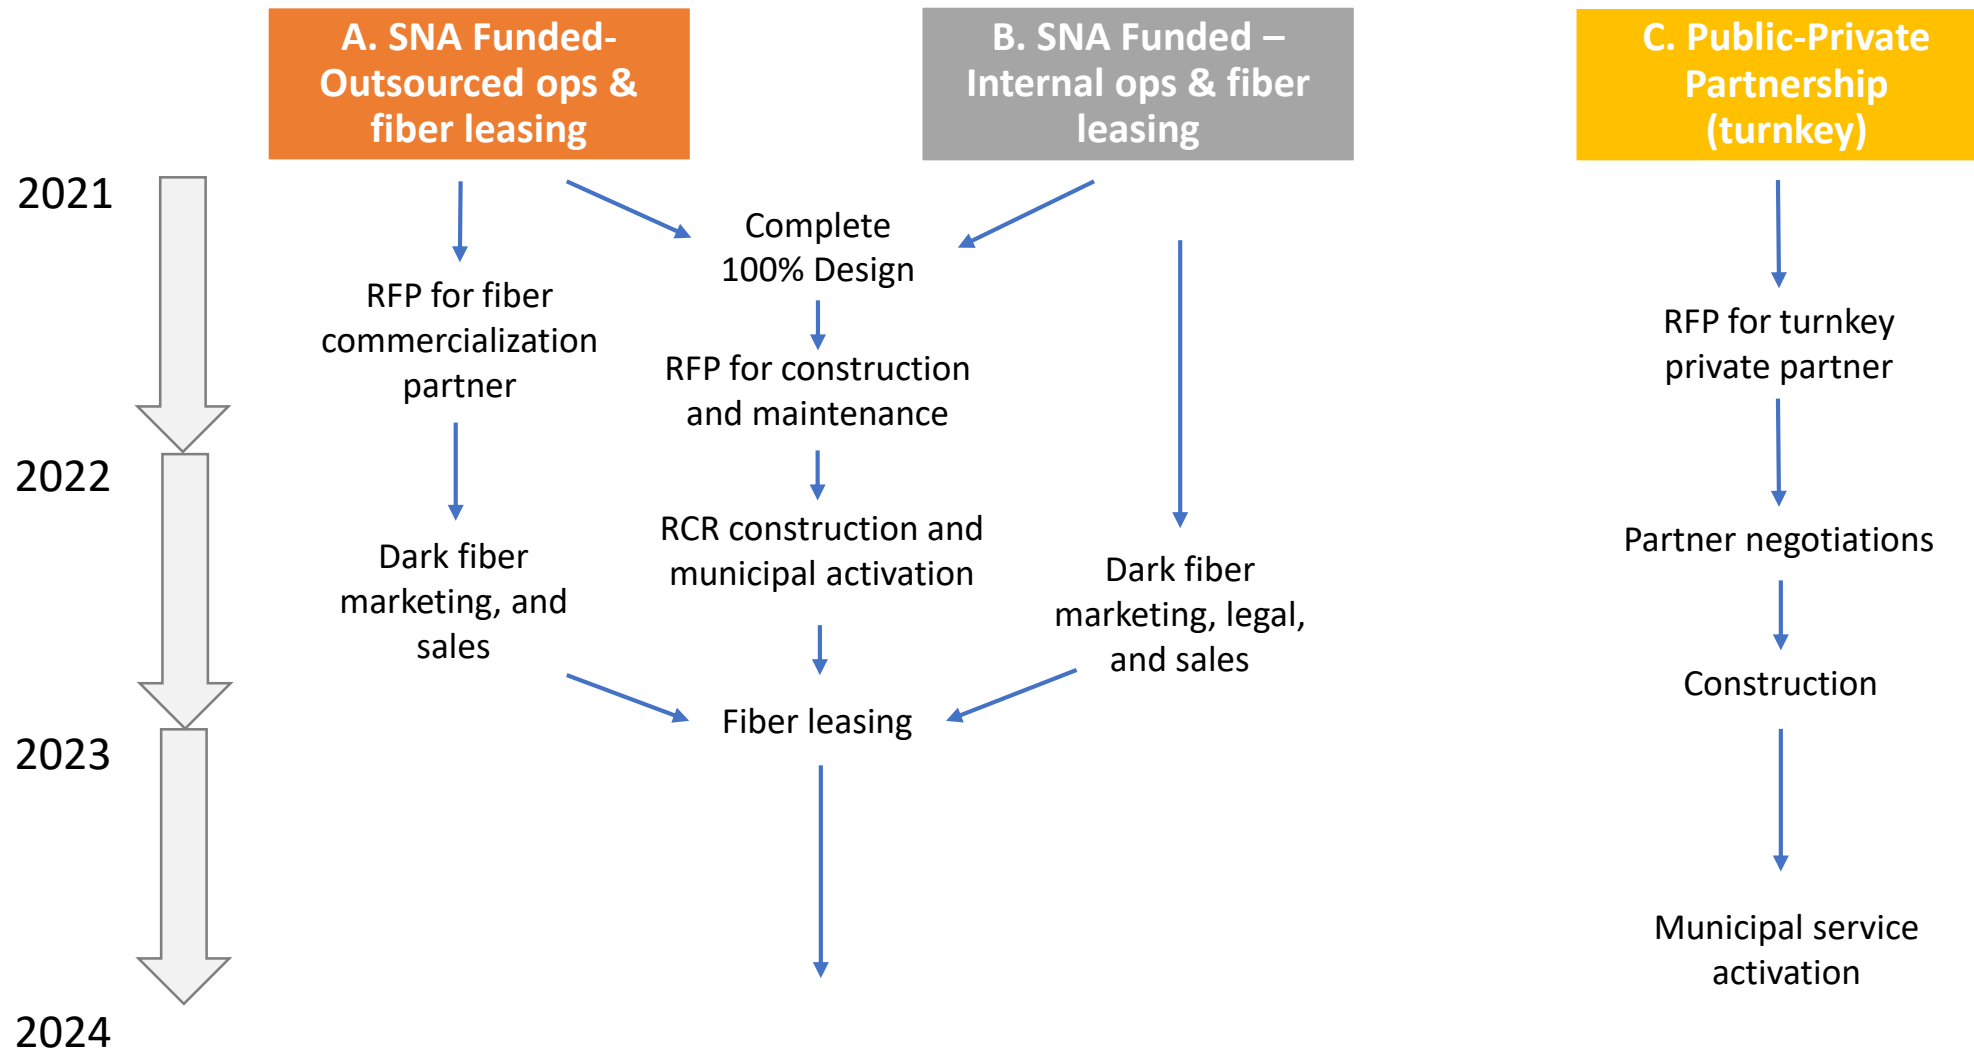 A. SNA Funded-
Outsourced ops &
fiber leasing
B. SNA Funded –
Internal ops & fiber
leasing
C. Public-Private
Partnership
(turnkey)
2021
2022
2023
2024
RFP for fiber
commercialization
partner
Dark fiber
marketing, and
sales
Complete
100% Design
RFP for construction
and maintenance
RCR construction and
municipal activation
Fiber leasing
Dark fiber
marketing, legal,
and sales
RFP for turnkey
private partner
Partner negotiations
Construction
Municipal service
activation